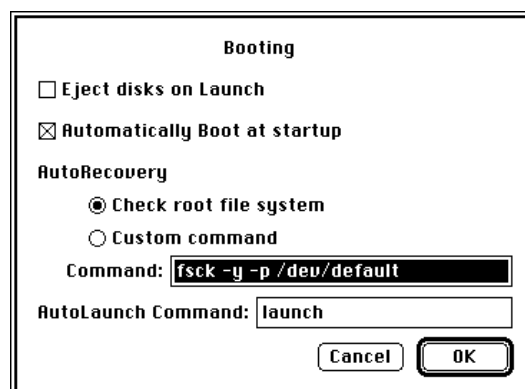 Booting
Eject disks on Launch
Automatically Boot at startup
AutoRecovery
Check root file system
Custom command
Command: fsck -y -p /dev/default
AutoLaunch Command: launch
Cancel OK